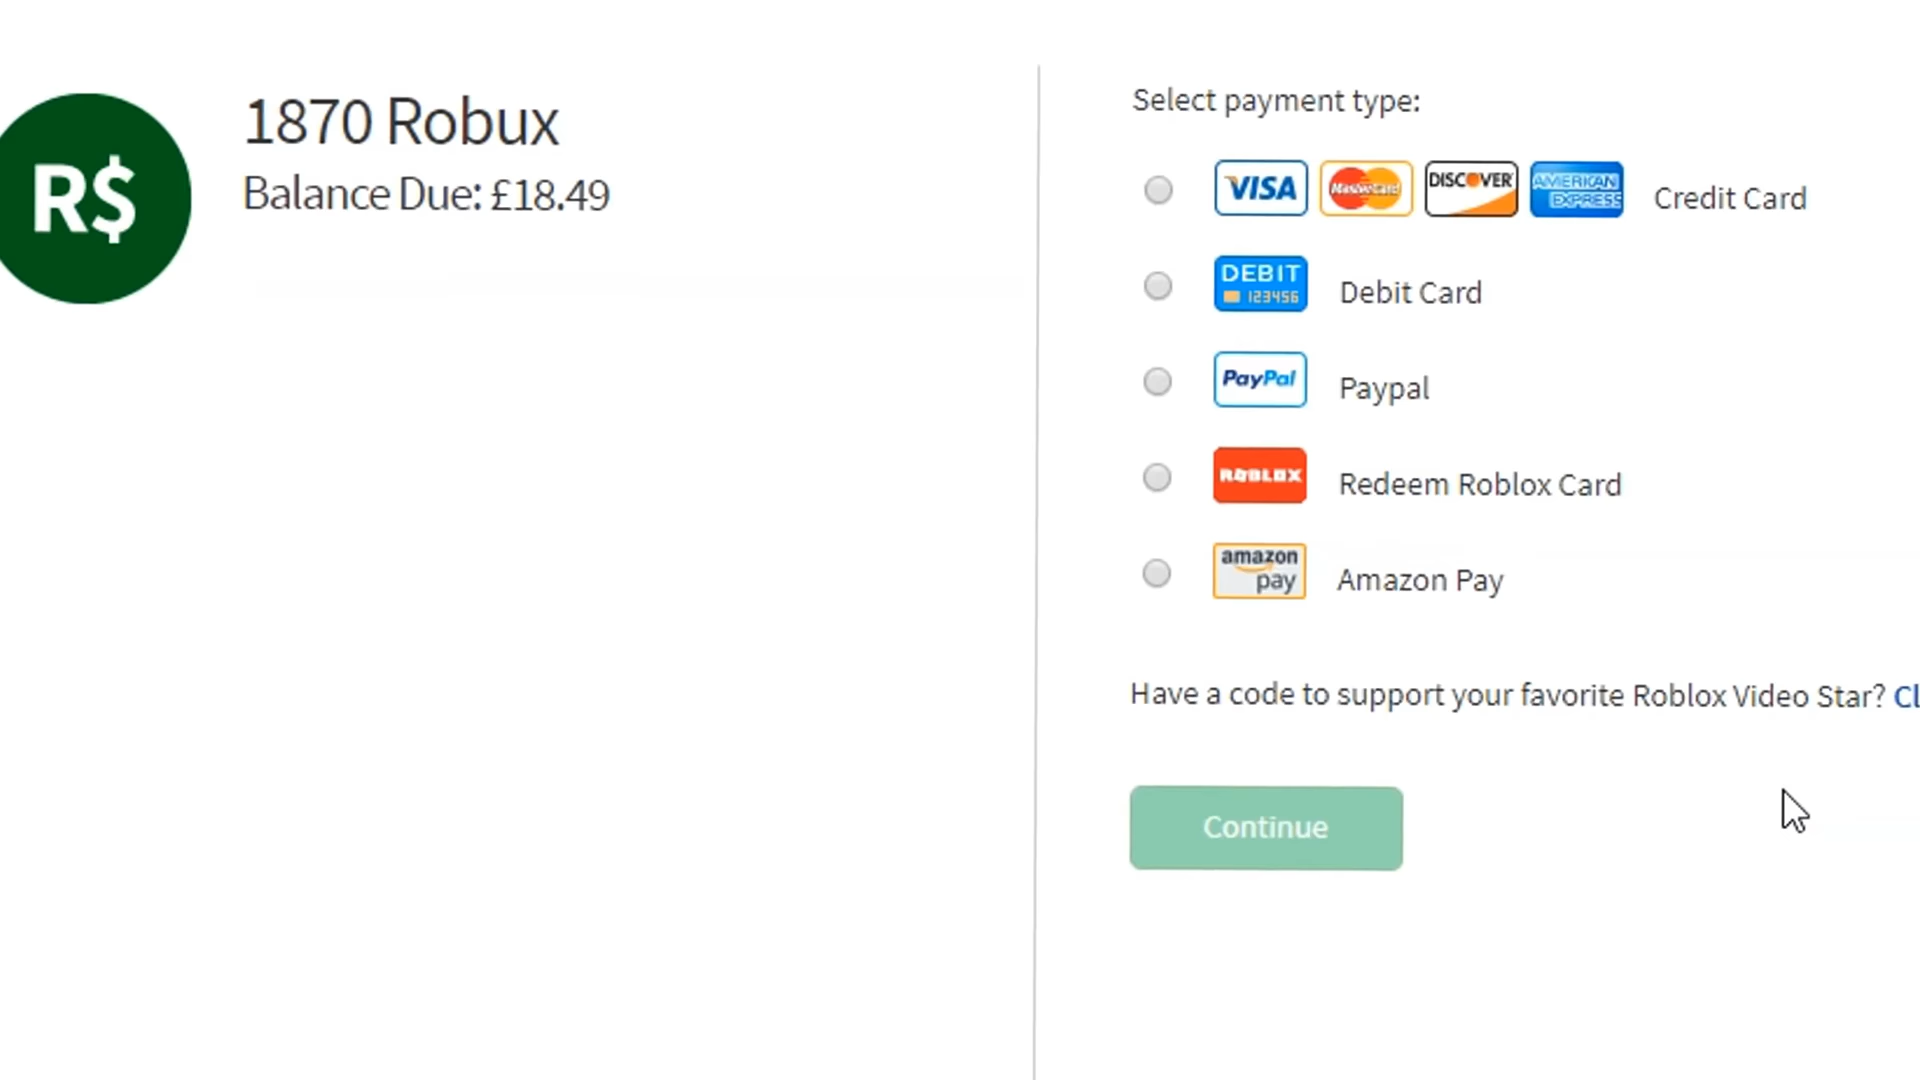 R$
1870 Robux
Balance Due: £18.49
Select payment type:
VISA MasterCard DISCOVER AMERICAN EXPRESS Credit Card
DEBIT 123456 Debit Card
PayPal Paypal
ROBLOX Redeem Roblox Card
amazon pay Amazon Pay
Have a code to support your favorite Roblox Video Star? Cl
Continue